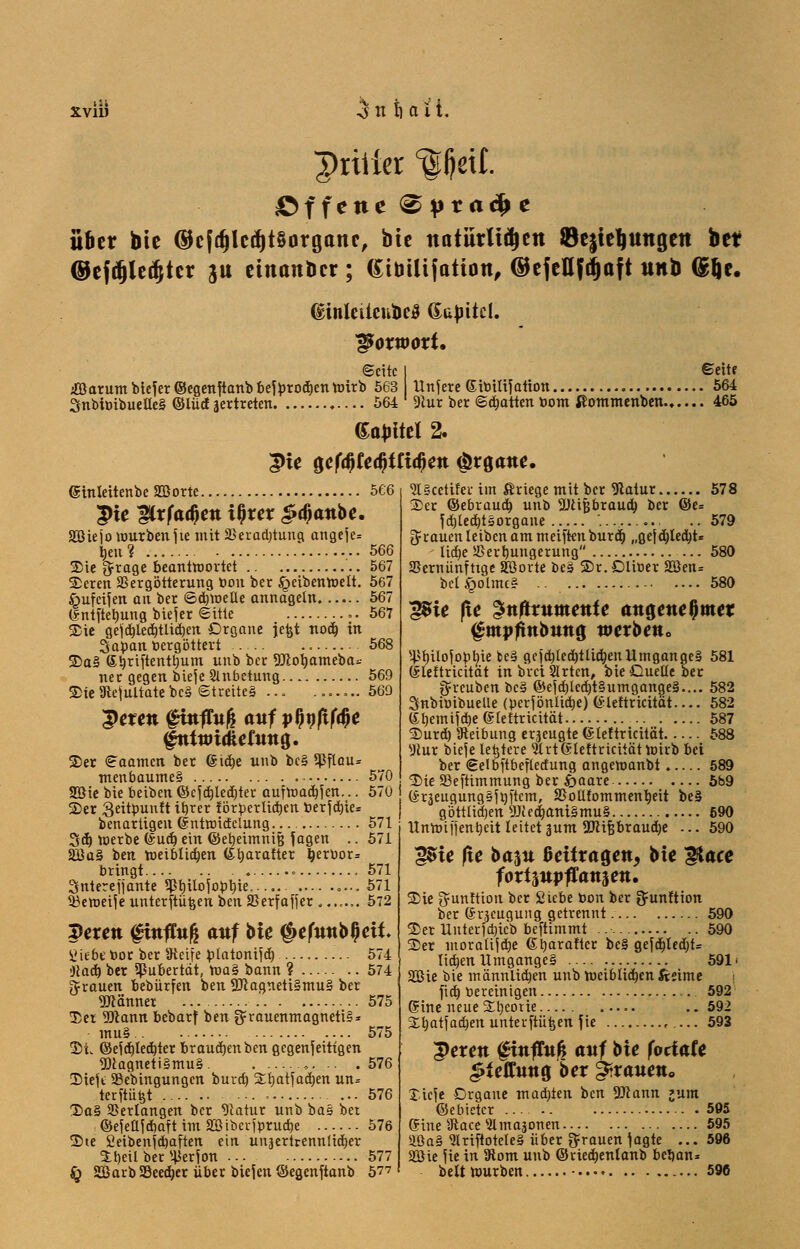 xviii
Inhalt.
Dritter Theil.
Offene Sprache
über die Geschlechtsorgane, die natürlichen Beziehungen der
Geschlechter zu einander; Civilisation, Gesellschaft und Ehe.
Einleitendes Capitel.
Vorwort.
Seite
Warum dieser Gegenstand besprochen wird 563
Individuelles Glück zertreten. 564
Seite
Unsere Civilisation 564
Nur der Schatten vom Kommenden 465
Capitel 2.
Die geschlechtlichen Organe.
Einleitende Worte 566
Die Ursachen ihrer Schande.
Wieso wurden sie mit Verachtung angese=
hen? 566
Die Frage beantwortet 567
Deren Vergötterung von der Heidenwelt. 567
Hufeisen an der Schwelle annageln 567
Entstehung dieser Sitte 567
Die geschlechtlichen Organe jetzt noch in
Japan vergöttert 568
Das Christenthum und der Mohameda=
ner gegen diese Anbetung 569
Die Resultate des Streites 569
Deren Einfluß auf physische
Entwickelung.
Der Saamen der Eiche und des Pflau=
menbaumes 570
Wie die beiden Geschlechter aufwachsen... 570
Der Zeitpunkt ihrer körperlichen verschie=
denartigen Entwickelung 571
Ich werde Euch ein Geheimniß sagen .. 571
Was den weiblichen Charakter hervor=
bringt 571
Interessante Philosophie 571
Beweise unterstützen den Verfasser 572
Deren Einfluß auf die Gesundheit.
Liebe vor der Reife platonisch 574
Nach der Pubertät, was dann? 574
Frauen bedürfen den Magnetismus der
Männer 575
Der Mann bedarf den Frauenmagnetis=
mus 575
Di. Geschlechter brauchen den gegenseitigen
Magnetismus 576
Diese Bedingungen durch Thatsachen un=
terstützt 576
Das Verlangen der Natur und das bei
Gesellschaft im Widerspruche 576
Die Leidenschaften ein unzertrennlicher
Theil der Person 577
H Ward Beecher über diesen Gegenstand 577
Ascetiker im Kriege mit der Natur 578
Der Gebrauch und Mißbrauch der Ge=
schlechtsorgane 579
Frauen leiden am meisten durch „geschlecht=
liche Verhungerung" 580
Vernünftige Worte des Dr. Oliver Wen=
del Holmes 580
Wie sie Instrumente angenehmer
Empfindung werden.
Philosophie des geschlechtlichen Umganges 581
Elektricität in drei Arten, die Quelle der
Freuden des Geschlechtsumganges.... 582
Individuelle (persönliche) Elektricität.... 582
Chemische Elektricität 587
Durch Reibung erzeugte Elektricität 588
Nur diese letztere Art Elektricität wird bei
der Selbstbefleckung angewandt 589
Die Bestimmung der Haare 589
Erzeugungssystem, Vollkommenheit des
göttlichen Mechanismus 590
Unwissenheit leitet zum Mißbrauche ... 590
Wie sie dazu beitragen, die Race
fortzupflanzen.
Die Funktion der Liebe von der Funktion
der Erzeugung getrennt 590
Der Unterschied bestimmt 590
Der moralische Charakter des geschlecht=
lichen Umganges 591
Wie die männlichen und weiblichen Keime
sich vereinigen 592
Eine neue Theorie 592
Thatsachen unterstützen sie 593
Deren Einfluß auf die sociale
Stellung der Frauen.
Diese Organe machten den Mann zum
Gebieter 595
Eine Race Amazonen 595
Was Aristoteles über Frauen sagte ... 596
Wie sie in Rom und Griechenland behan=
delt wurden 596